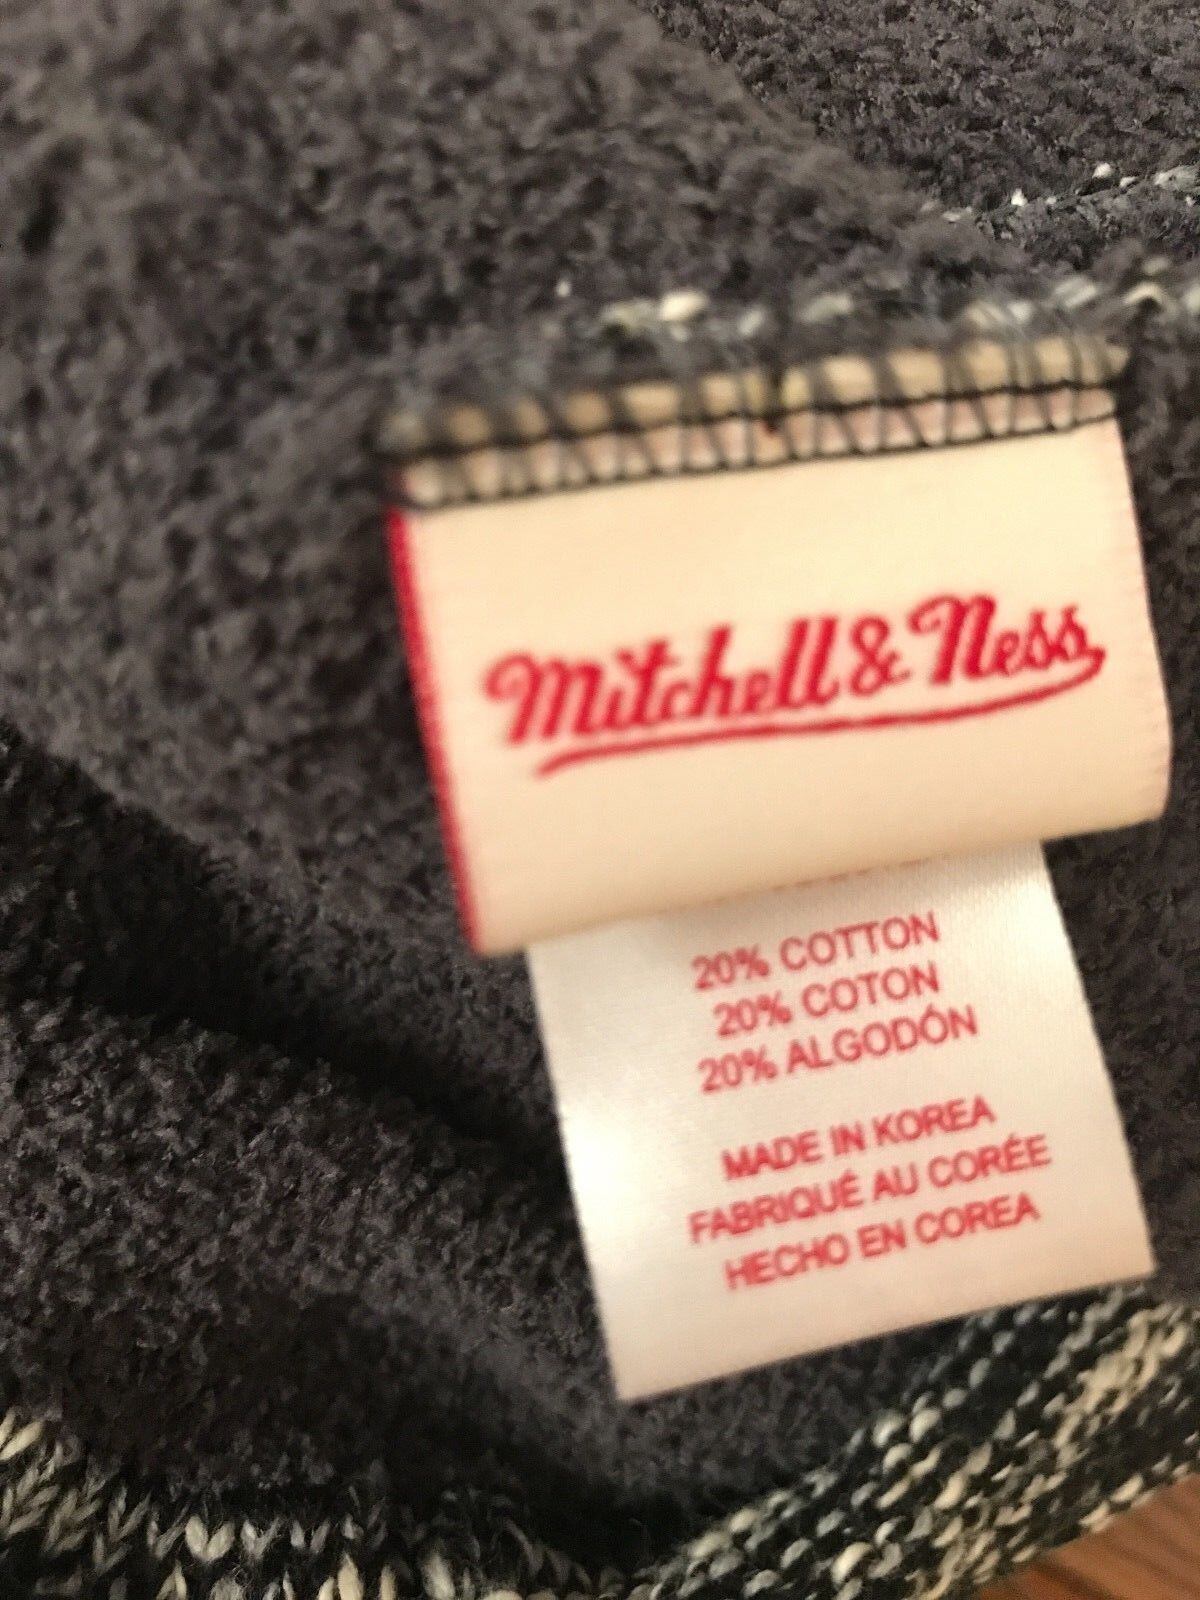 Mitchell & Ness
20% COTTON
20% COTON
20% ALGODÓN
MADE IN KOREA
FABRIQUÉ AU CORÉE
HECHO EN COREA